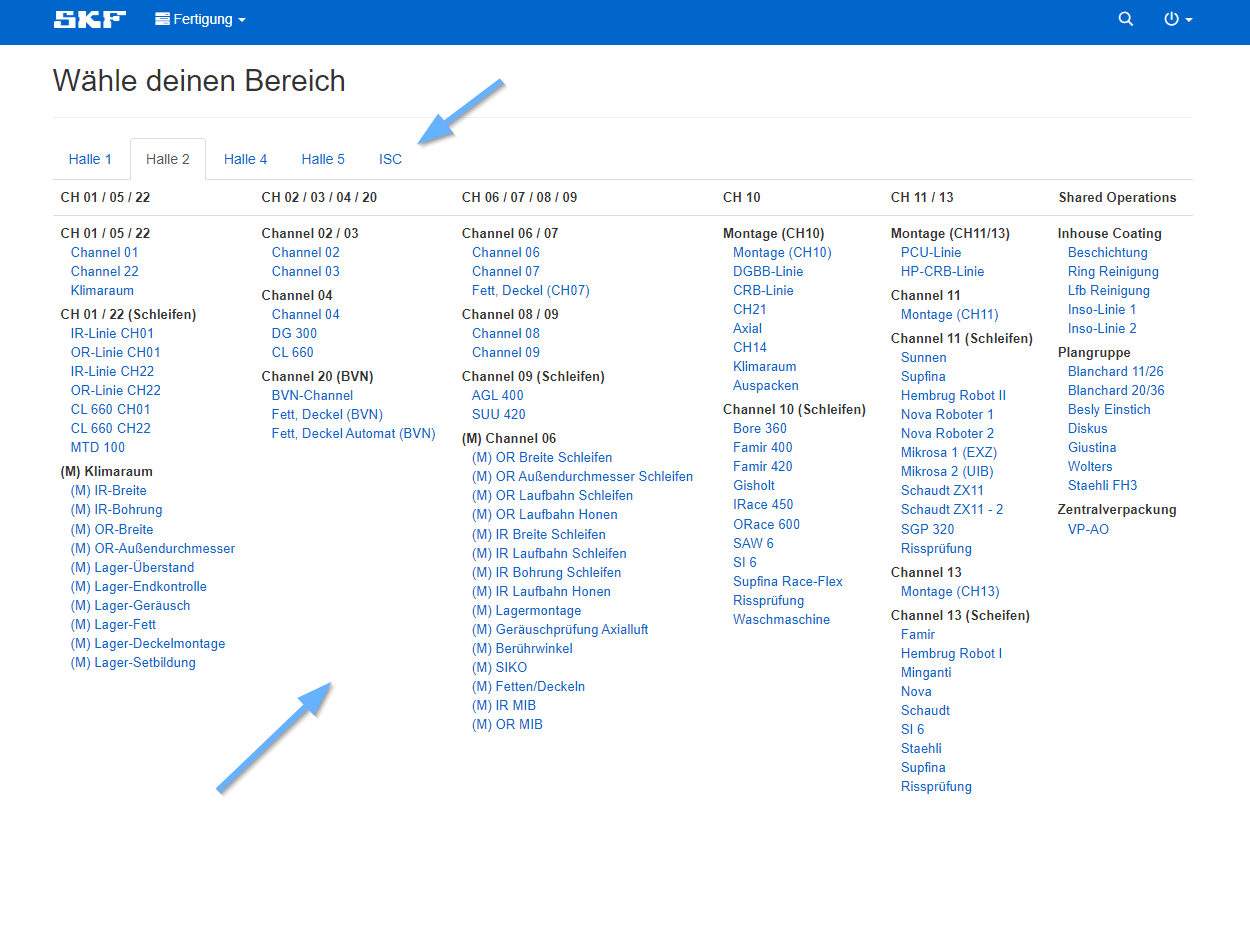 SKF Fertigung
Wähle deinen Bereich
Halle 1 Halle 2 Halle 4 Halle 5 ISC
CH 01 / 05 / 22 CH 02 / 03 / 04 / 20 CH 06 / 07 / 08 / 09 CH 10 CH 11 / 13 Shared Operations
CH 01 / 05 / 22
Channel 01
Channel 22
Klimaraum
CH 01 / 22 (Schleifen)
IR-Linie CH01
OR-Linie CH01
IR-Linie CH22
OR-Linie CH22
CL 660 CH01
CL 660 CH22
MTD 100
(M) Klimaraum
(M) IR-Breite
(M) IR-Bohrung
(M) OR-Breite
(M) OR-Außendurchmesser
(M) Lager-Überstand
(M) Lager-Endkontrolle
(M) Lager-Geräusch
(M) Lager-Fett
(M) Lager-Deckelmontage
(M) Lager-Setbildung
Channel 02 / 03
Channel 02
Channel 03
Channel 04
Channel 04
DG 300
CL 660
Channel 20 (BVN)
BVN-Channel
Fett, Deckel (BVN)
Fett, Deckel Automat (BVN)
Channel 06 / 07
Channel 06
Channel 07
Fett, Deckel (CH07)
Channel 08 / 09
Channel 08
Channel 09
Channel 09 (Schleifen)
AGL 400
SUU 420
(M) Channel 06
(M) OR Breite Schleifen
(M) OR Außendurchmesser Schleifen
(M) OR Laufbahn Schleifen
(M) OR Laufbahn Honen
(M) IR Breite Schleifen
(M) IR Laufbahn Schleifen
(M) IR Bohrung Schleifen
(M) IR Laufbahn Honen
(M) Lagermontage
(M) Geräuschprüfung Axialluft
(M) Berührwinkel
(M) SIKO
(M) Fetten/Deckeln
(M) IR MIB
(M) OR MIB
Montage (CH10)
Montage (CH10)
DGBB-Linie
CRB-Linie
CH21
Axial
CH14
Klimaraum
Auspacken
Channel 10 (Schleifen)
Bore 360
Famir 400
Famir 420
Gisholt
IRace 450
ORace 600
SAW 6
SI 6
Supfina Race-Flex
Rissprüfung
Waschmaschine
Montage (CH11/13)
PCU-Linie
HP-CRB-Linie
Channel 11
Montage (CH11)
Channel 11 (Schleifen)
Sunnen
Supfina
Hembrug Robot II
Nova Roboter 1
Nova Roboter 2
Mikrosa 1 (EXZ)
Mikrosa 2 (UIB)
Schaudt ZX11
Schaudt ZX11 - 2
SGP 320
Rissprüfung
Channel 13
Montage (CH13)
Channel 13 (Scheifen)
Famir
Hembrug Robot I
Minganti
Nova
Schaudt
SI 6
Staehli
Supfina
Rissprüfung
Inhouse Coating
Beschichtung
Ring Reinigung
Lfb Reinigung
Inso-Linie 1
Inso-Linie 2
Plangruppe
Blanchard 11/26
Blanchard 20/36
Besly Einstich
Diskus
Giustina
Wolters
Staehli FH3
Zentralverpackung
VP-AO